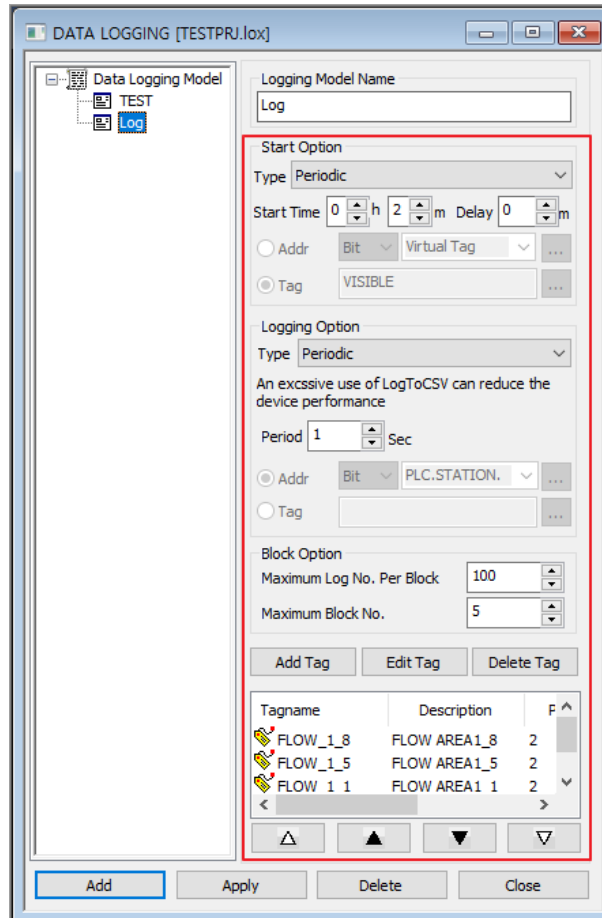 DATA LOGGING [TESTPRJ.lox]
Data Logging Model
TEST
Log
Logging Model Name
Log
Start Option
Type Periodic
Start Time 0 h 2 m Delay 0 m
Addr Bit Virtual Tag ...
Tag VISIBLE ...
Logging Option
Type Periodic
An excssive use of LogToCSV can reduce the
device performance
Period 1 Sec
Addr Bit PLC.STATION. ...
Tag ...
Block Option
Maximum Log No. Per Block 100
Maximum Block No. 5
Add Tag Edit Tag Delete Tag
Tagname Description P
FLOW_1_8 FLOW AREA1_8 2
FLOW_1_5 FLOW AREA1_5 2
FLOW_1_1 FLOW AREA1_1 2
Add Apply Delete Close